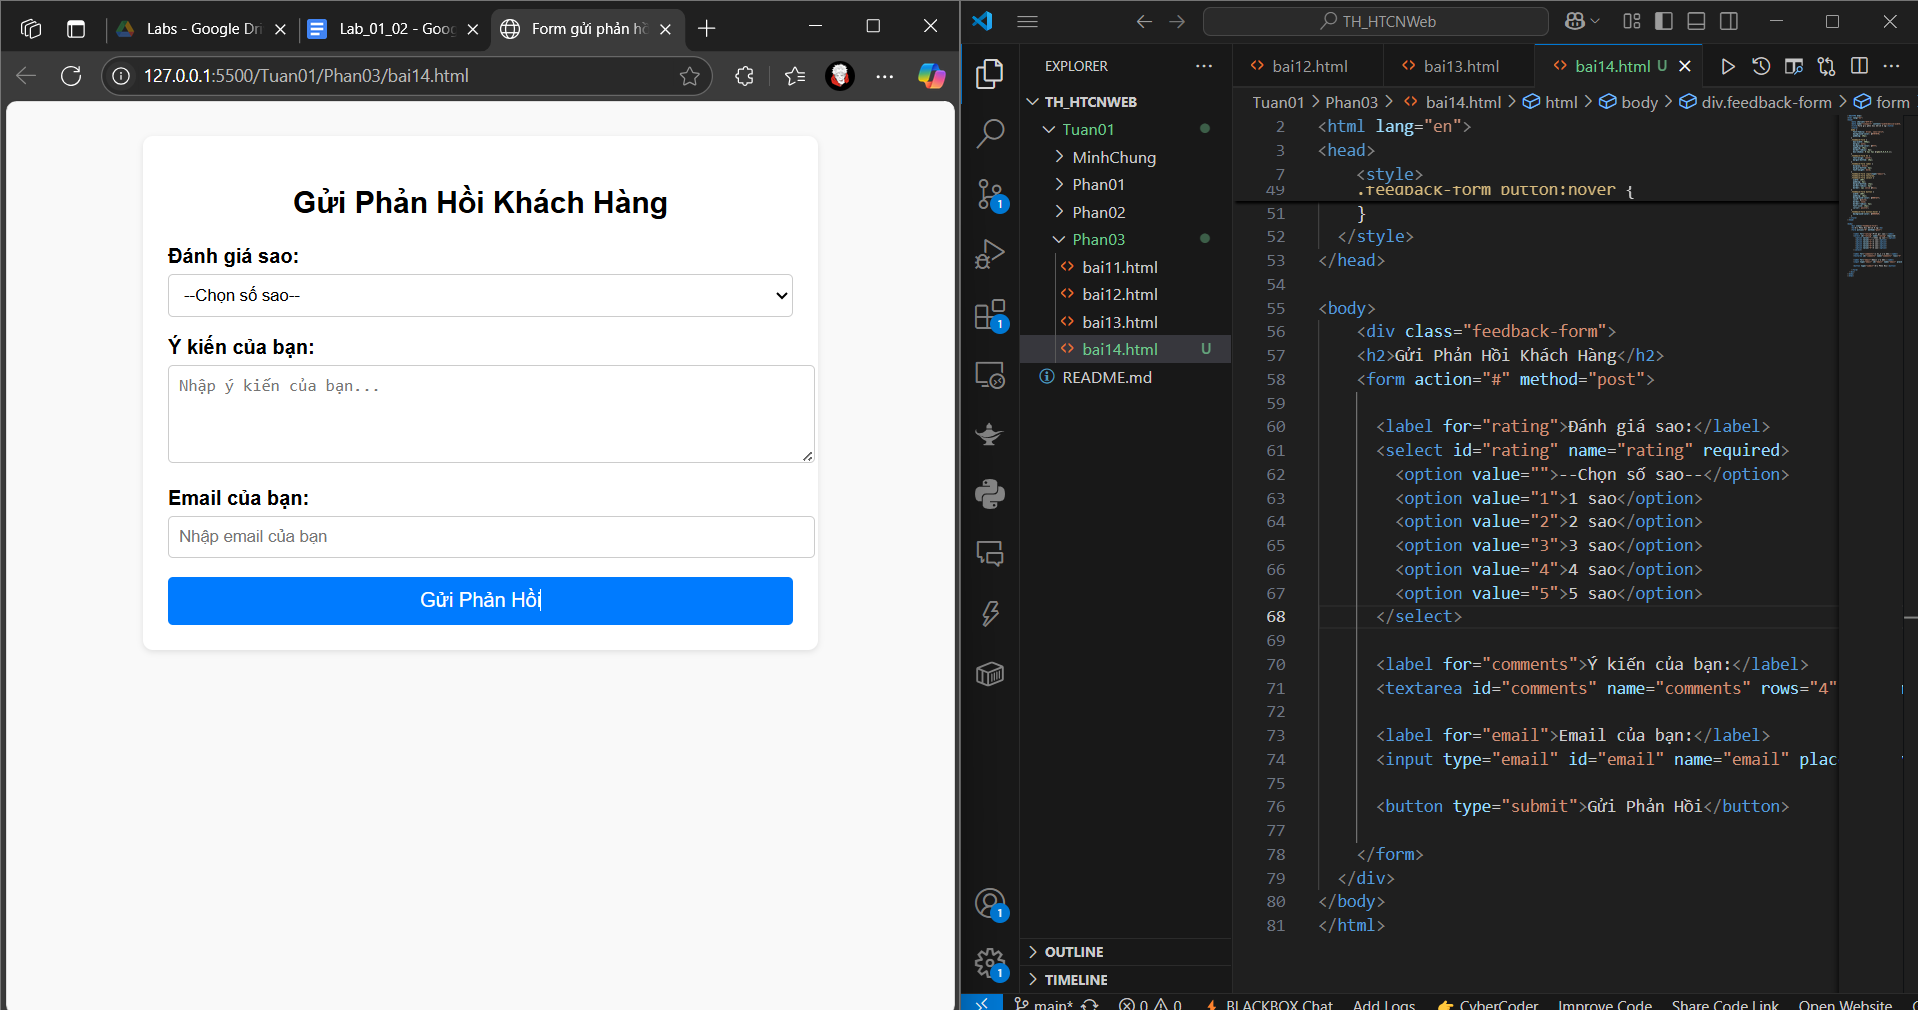 Labs - Google Dri
Lab_01_02 - Goog
Form gửi phản hồ
127.0.0.1:5500/Tuan01/Phan03/bai14.html
Gửi Phản Hồi Khách Hàng
Đánh giá sao:
--Chọn số sao--
Ý kiến của bạn:
Nhập ý kiến của bạn...
Email của bạn:
Nhập email của bạn
Gửi Phản Hồi
TH_HTCNWeb
EXPLORER
TH_HTCNWEB
Tuan01
MinhChung
Phan01
Phan02
Phan03
bai11.html
bai12.html
bai13.html
bai14.html U
README.md
OUTLINE
TIMELINE
1
1
1
1
bai12.html
bai13.html
bai14.html U
Tuan01 > Phan03 > bai14.html > html > body > div.feedback-form > form
2 <html lang="en">
3 <head>
7 <style>
49 .feedback-form button:hover {
51 }
52 </style>
53 </head>
54
55 <body>
56 <div class="feedback-form">
57 <h2>Gửi Phản Hồi Khách Hàng</h2>
58 <form action="#" method="post">
59
60 <label for="rating">Đánh giá sao:</label>
61 <select id="rating" name="rating" required>
62 <option value="">--Chọn số sao--</option>
63 <option value="1">1 sao</option>
64 <option value="2">2 sao</option>
65 <option value="3">3 sao</option>
66 <option value="4">4 sao</option>
67 <option value="5">5 sao</option>
68 </select>
69
70 <label for="comments">Ý kiến của bạn:</label>
71 <textarea id="comments" name="comments" rows="4"
72
73 <label for="email">Email của bạn:</label>
74 <input type="email" id="email" name="email" plac
75
76 <button type="submit">Gửi Phản Hồi</button>
77
78 </form>
79 </div>
80 </body>
81 </html>
main* 0 0 BLACKBOX Chat Add Logs CyberCoder Improve Code Share Code Link Open Website